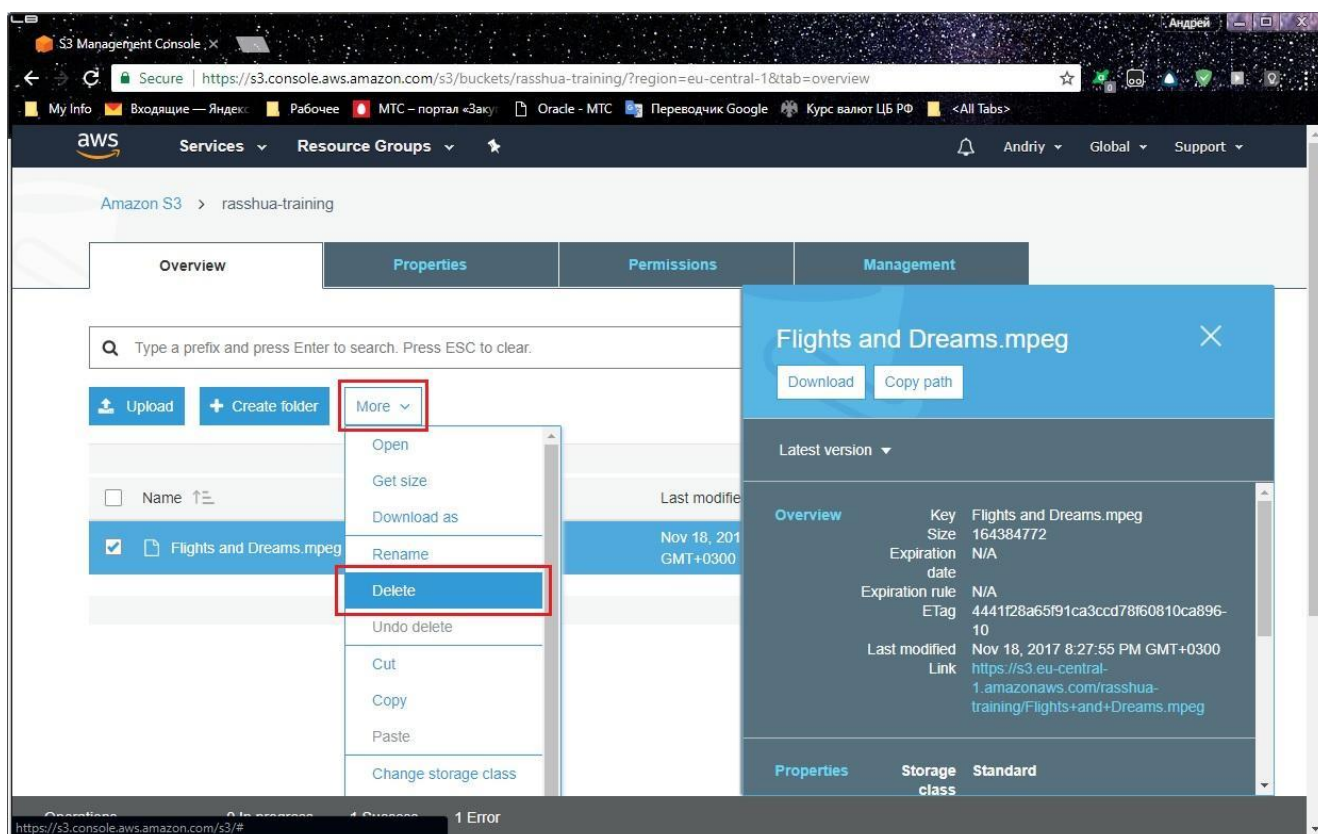 Андрей
S3 Management Console
Secure | https://s3.console.aws.amazon.com/s3/buckets/rasshua-training/?region=eu-central-1&tab=overview
My Info Входящие — Яндекс Рабочее МТС – портал «Заку Oracle - МТС Переводчик Google Курс валют ЦБ РФ <All Tabs>
aws Services Resource Groups Andriy Global Support
Amazon S3 > rasshua-training
Overview Properties Permissions Management
Type a prefix and press Enter to search. Press ESC to clear.
Upload + Create folder More
Open
Get size
Download as
Rename
Delete
Undo delete
Cut
Copy
Paste
Change storage class
Name Last modifie
Flights and Dreams.mpeg Nov 18, 201
GMT+0300
Flights and Dreams.mpeg
Download Copy path
Latest version
Overview Key Flights and Dreams.mpeg
Size 164384772
Expiration date N/A
Expiration rule N/A
ETag 4441f28a65f91ca3ccd78f60810ca896-
10
Last modified Nov 18, 2017 8:27:55 PM GMT+0300
Link https://s3.eu-central-
1.amazonaws.com/rasshua-
training/Flights+and+Dreams.mpeg
Properties Storage class Standard
Operations 0 In progress 1 Success 1 Error
https://s3.console.aws.amazon.com/s3/#